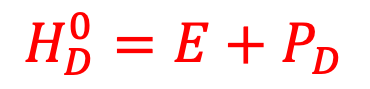 $H_D^0 = E + P_D$